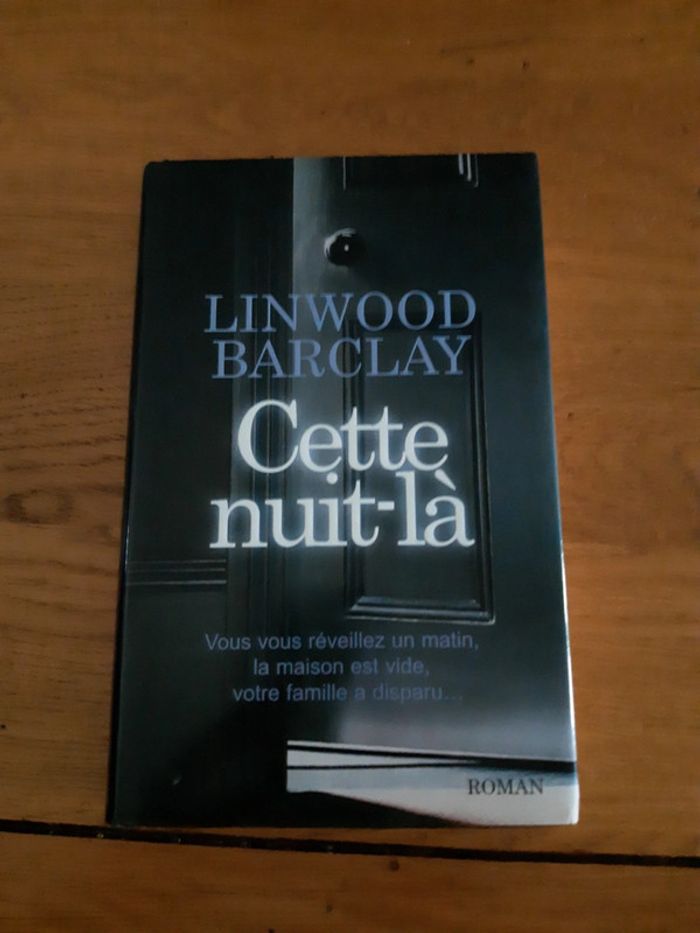 LINWOOD
BARCLAY
Cette
nuit-là
Vous vous réveillez un matin,
la maison est vide,
votre famille a disparu...
ROMAN